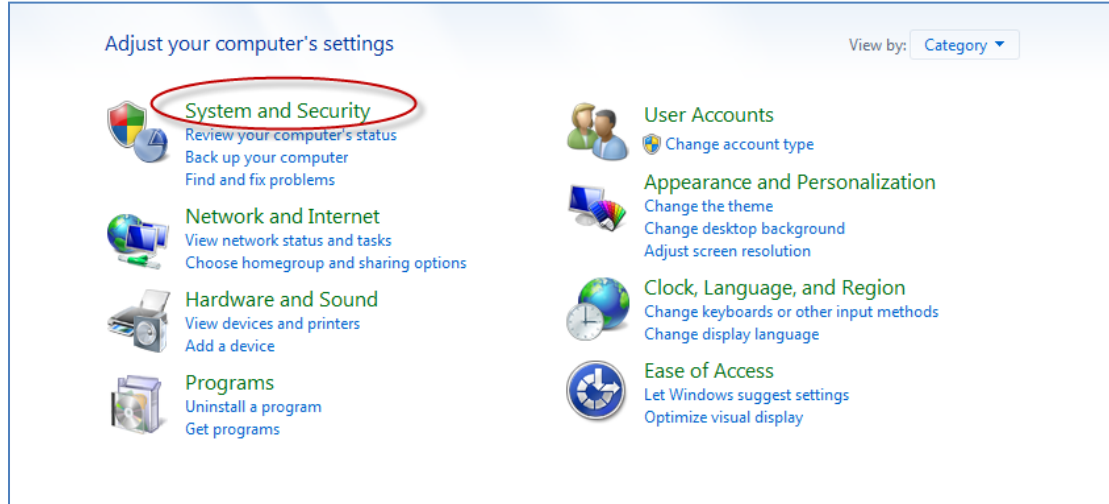 Adjust your computer's settings
View by: Category
System and Security
Review your computer's status
Back up your computer
Find and fix problems
Network and Internet
View network status and tasks
Choose homegroup and sharing options
Hardware and Sound
View devices and printers
Add a device
Programs
Uninstall a program
Get programs
User Accounts
Change account type
Appearance and Personalization
Change the theme
Change desktop background
Adjust screen resolution
Clock, Language, and Region
Change keyboards or other input methods
Change display language
Ease of Access
Let Windows suggest settings
Optimize visual display